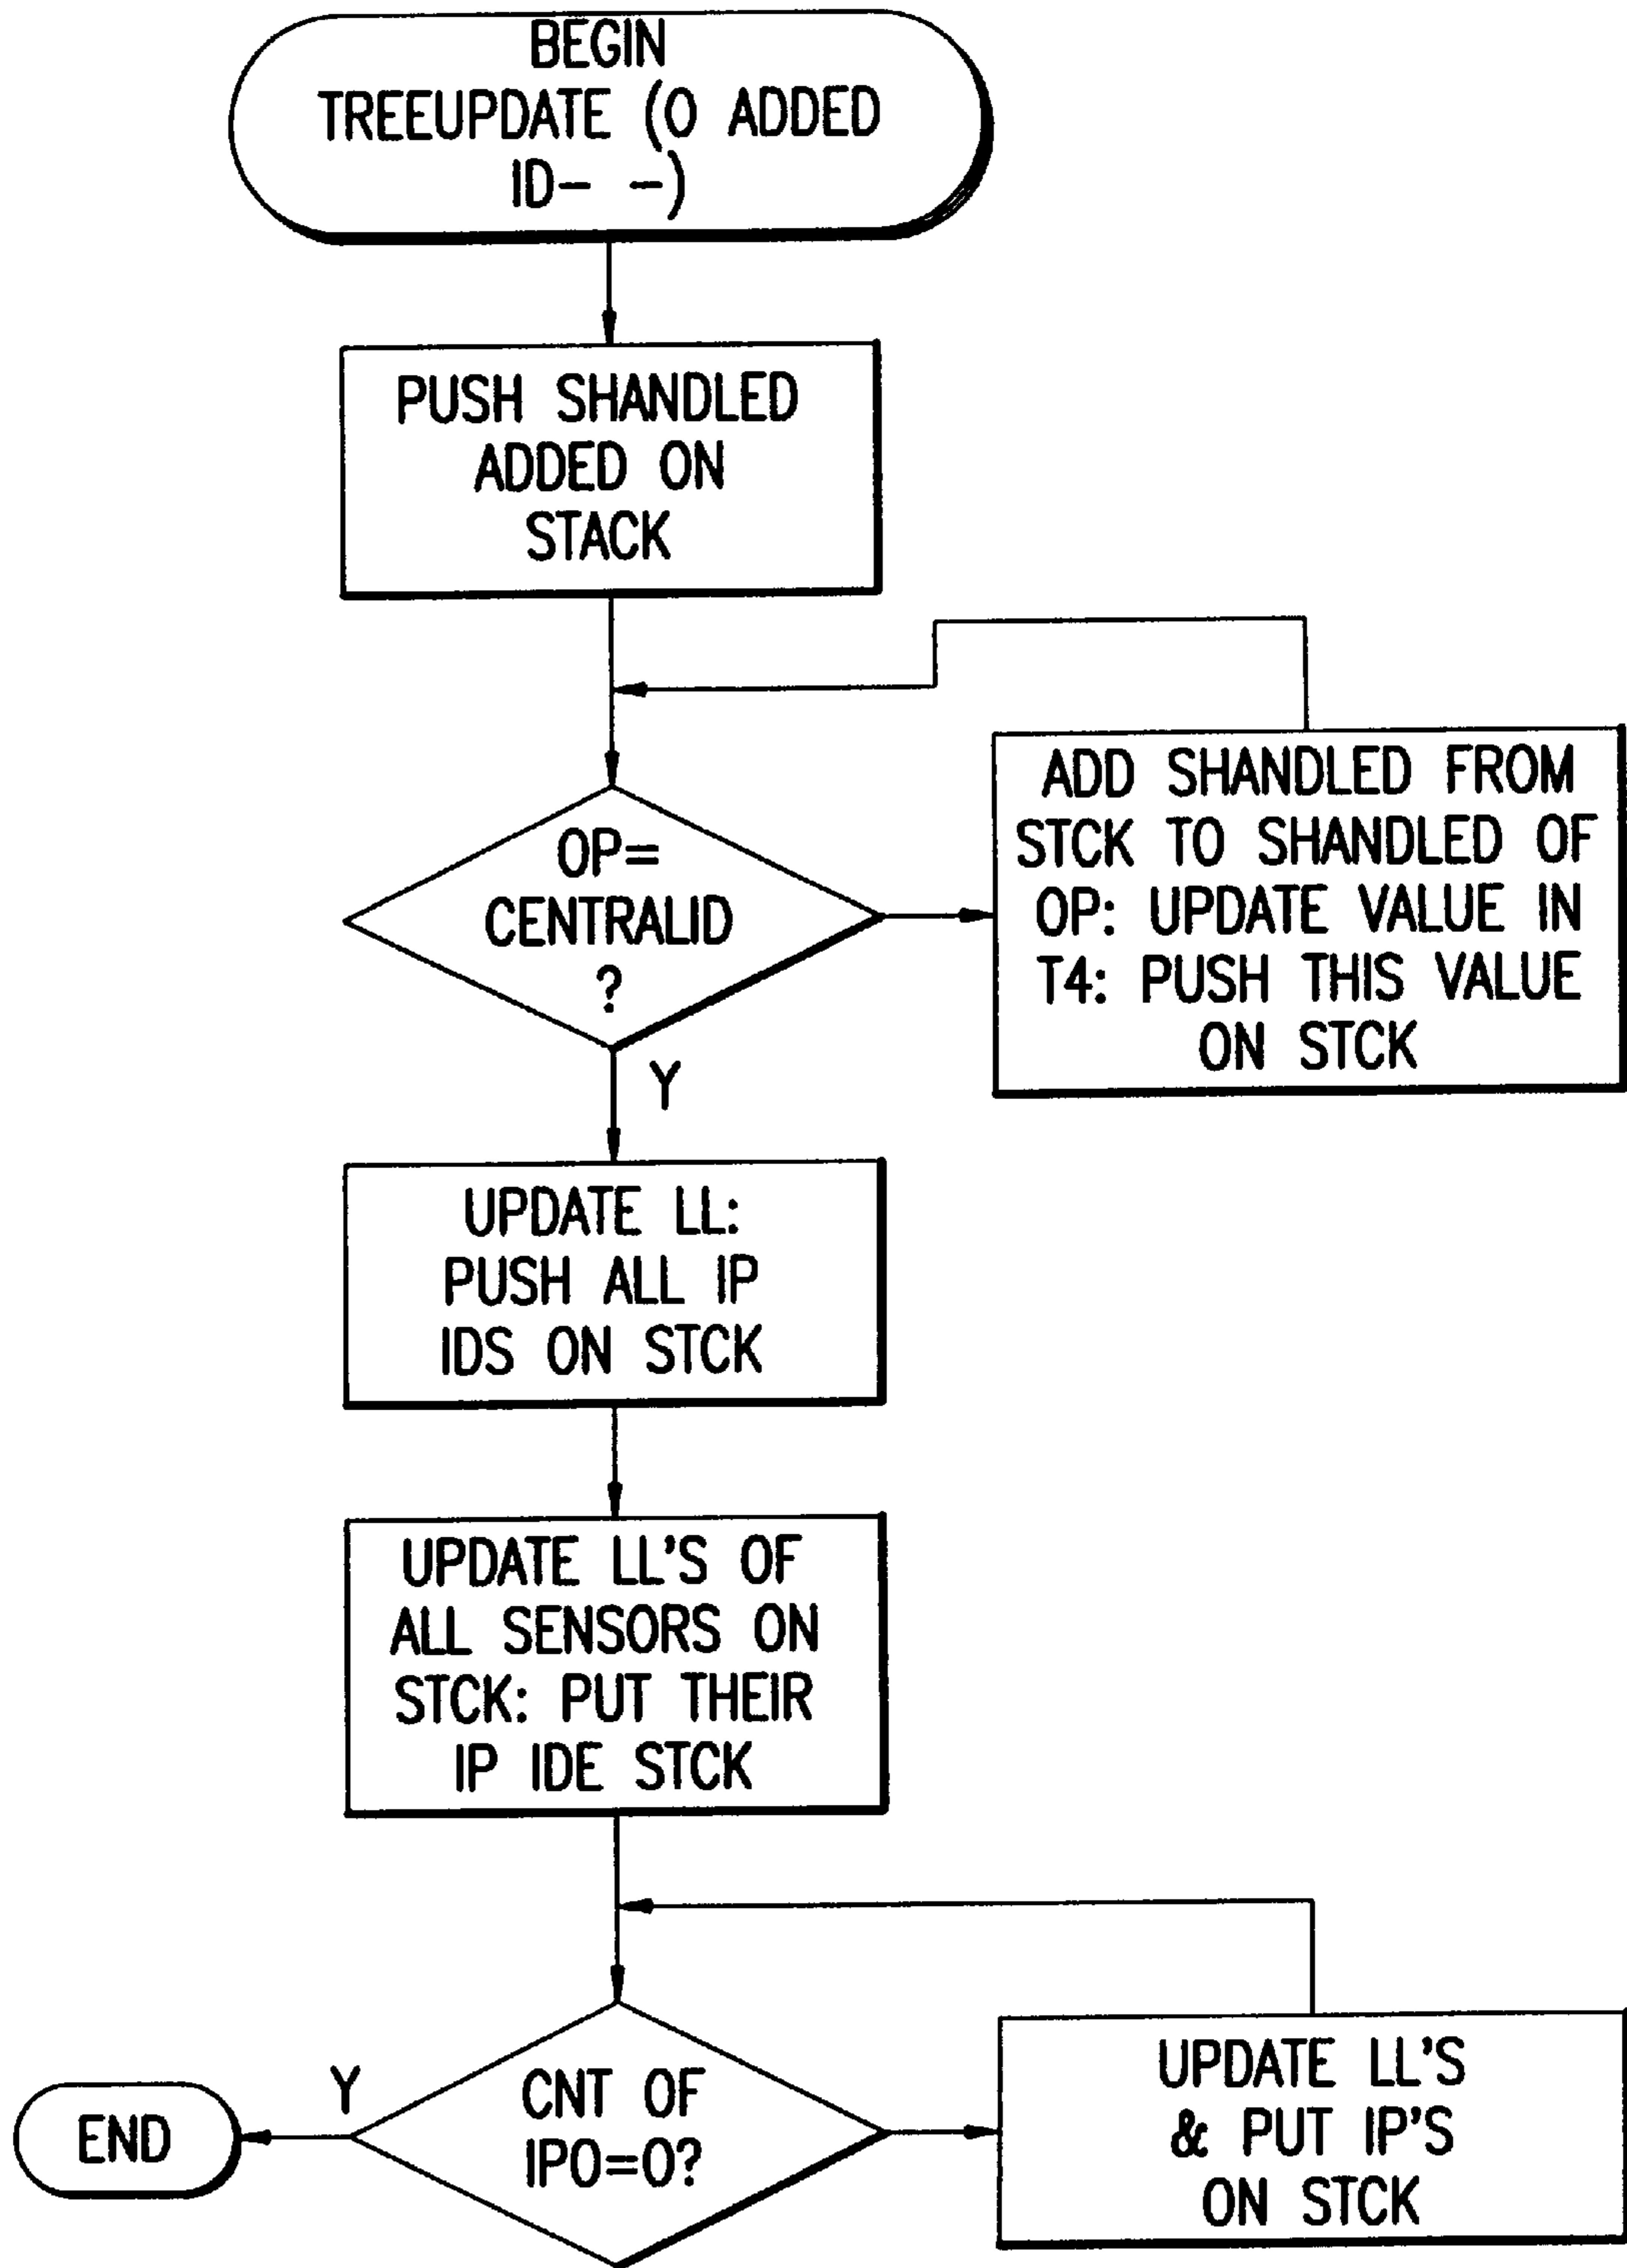 BEGIN
TREEUPDATE (O ADDED
ID- -)
PUSH SHANDLED
ADDED ON
STACK
ADD SHANDLED FROM
STCK TO SHANDLED OF
OP: UPDATE VALUE IN
T4: PUSH THIS VALUE
ON STCK
OP=
CENTRALID
?
Y
UPDATE LL:
PUSH ALL IP
IDS ON STCK
UPDATE LL'S OF
ALL SENSORS ON
STCK: PUT THEIR
IP IDE STCK
Y
CNT OF
IPO=O?
END
UPDATE LL'S
& PUT IP'S
ON STCK